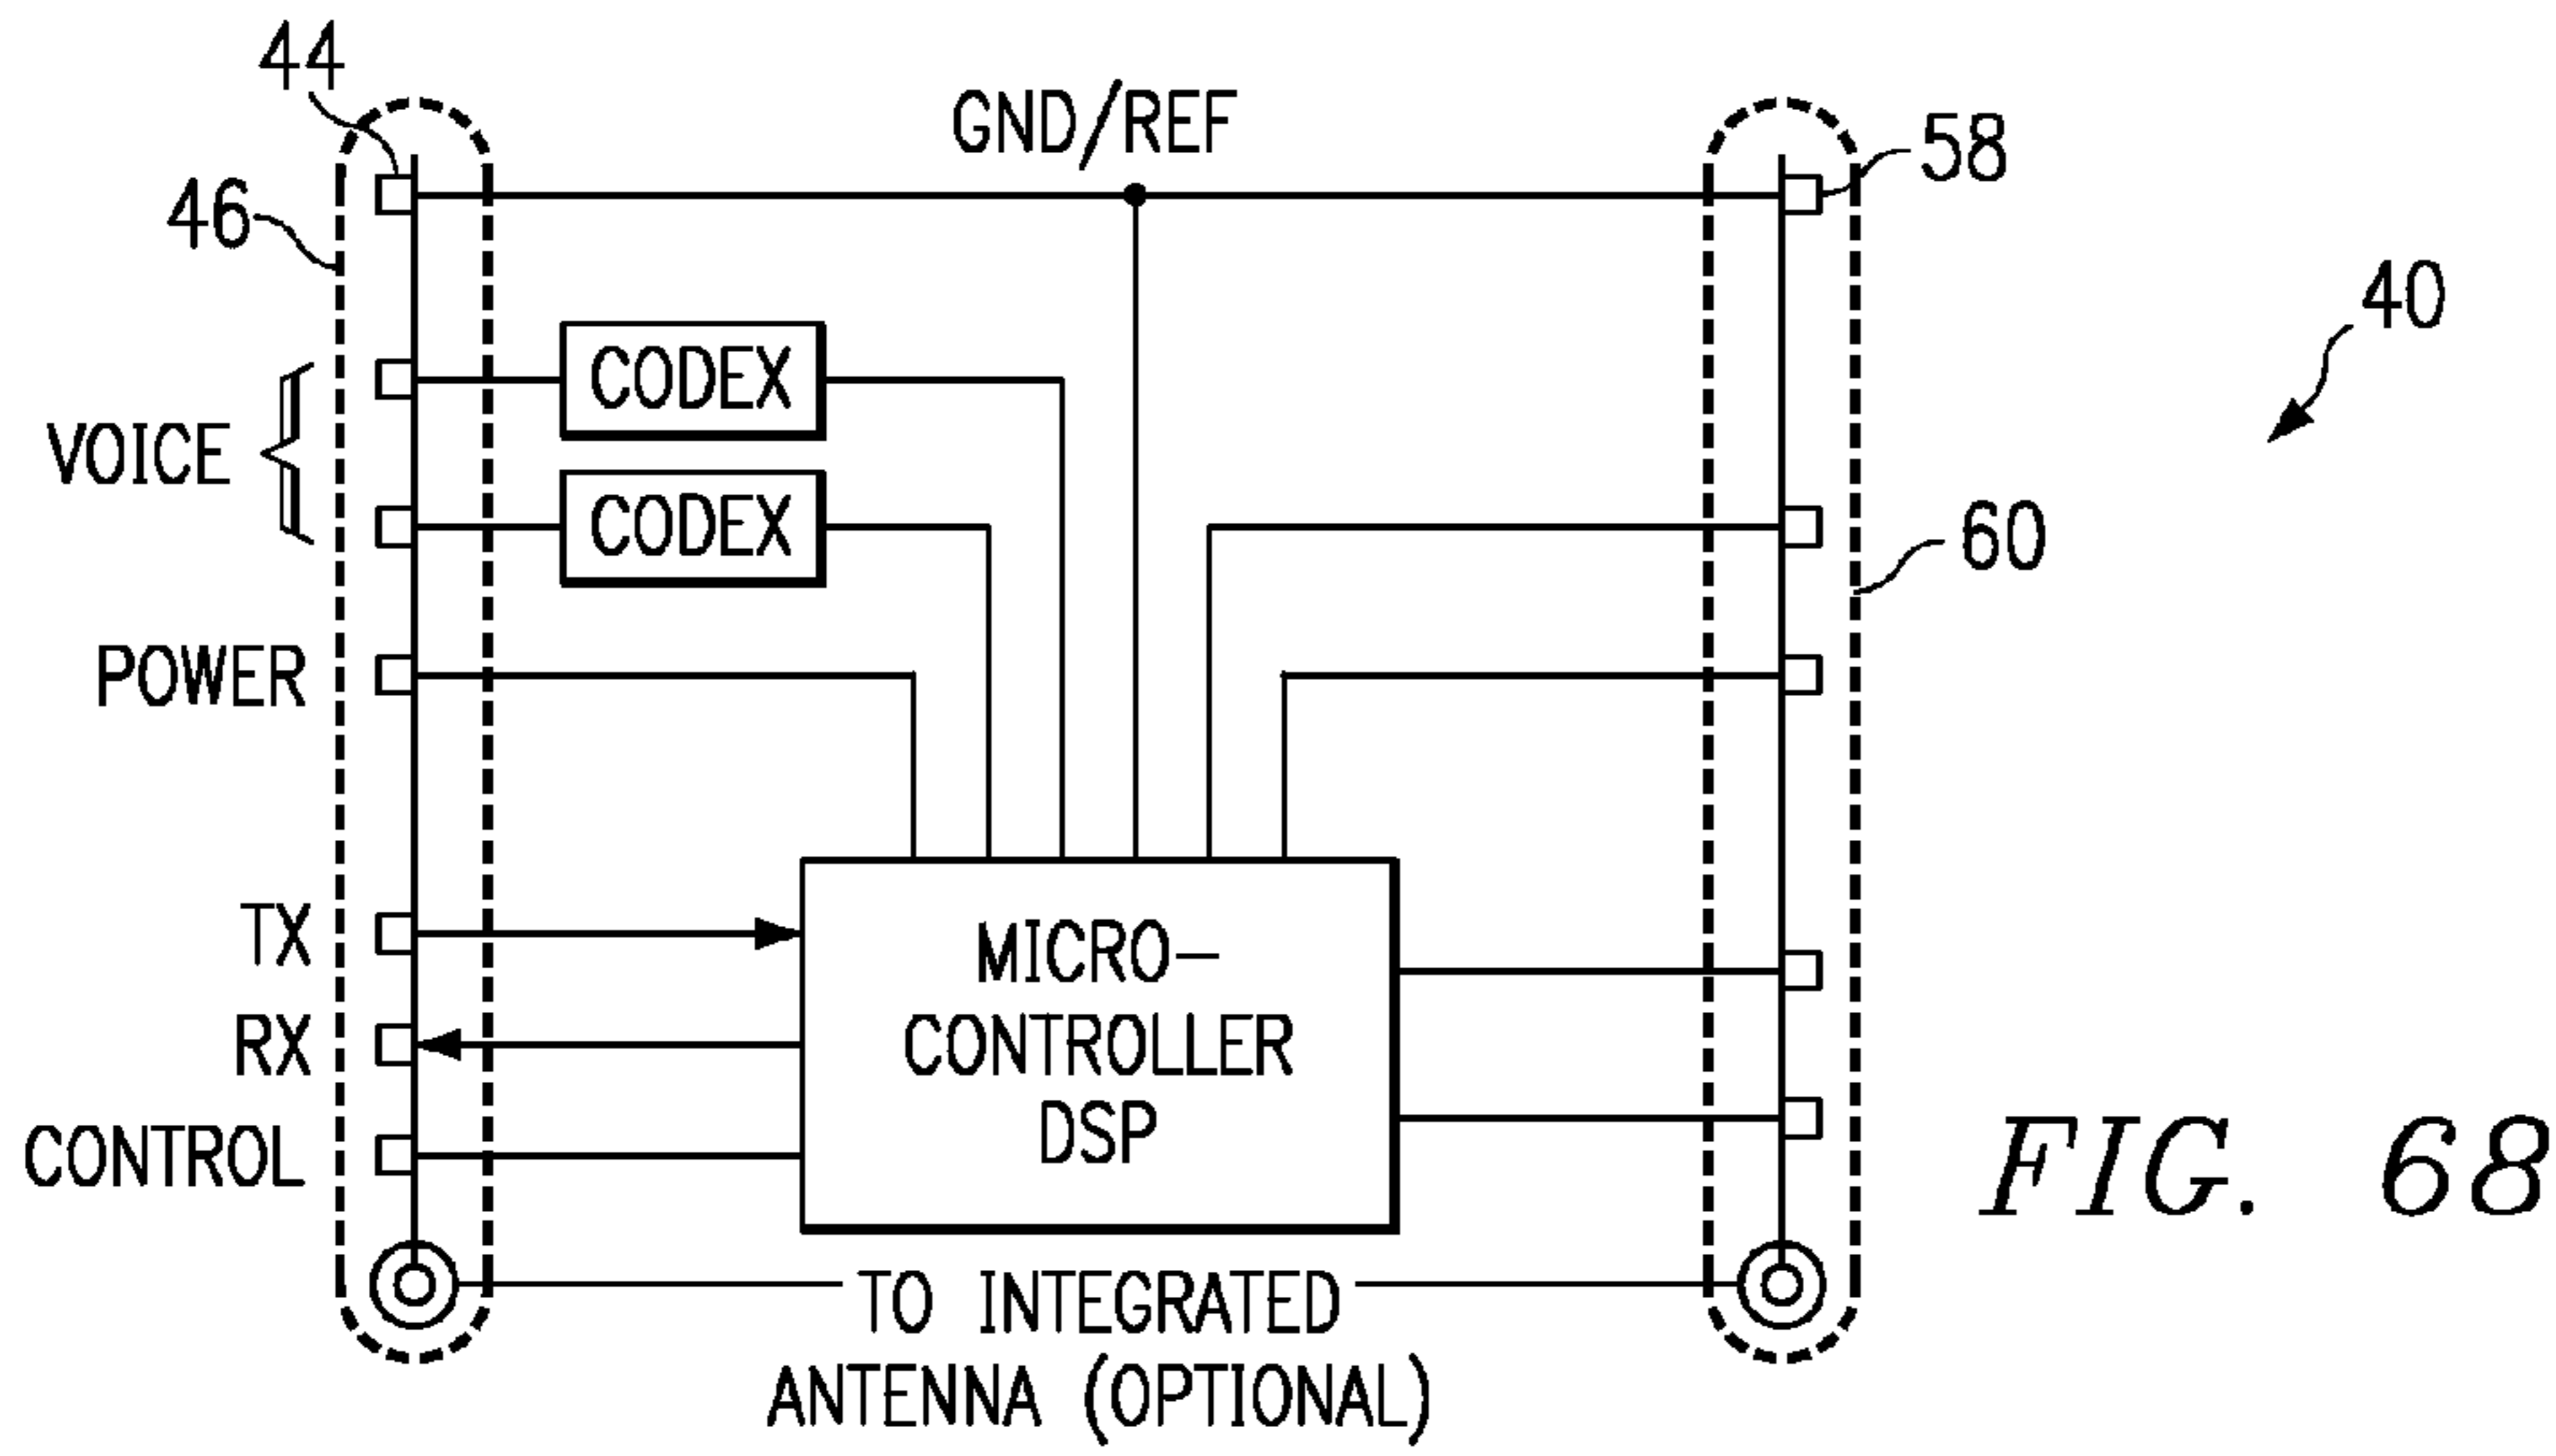 44
GND/REF
58
46
40
CODEX
VOICE
CODEX
60
POWER
TX
MICRO-
RX
CONTROLLER
DSP
CONTROL
FIG. 68
TO INTEGRATED
ANTENNA (OPTIONAL)